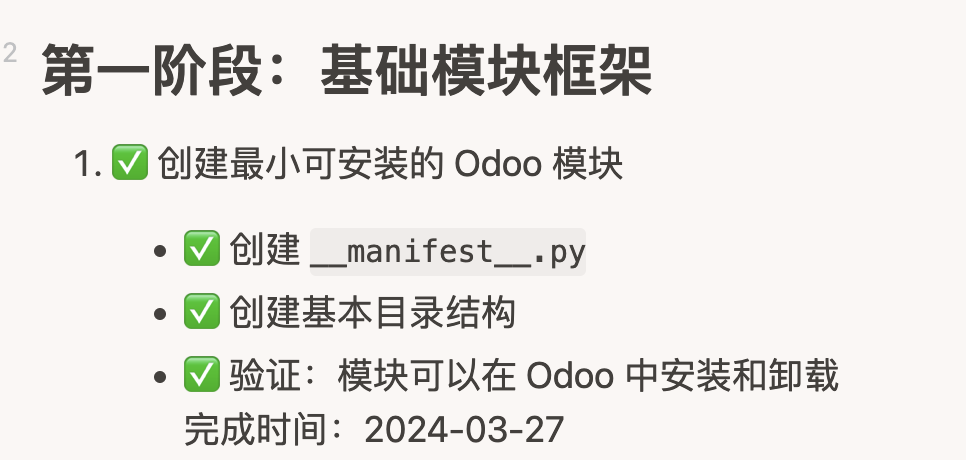 2
第一阶段：基础模块框架
1. ✅ 创建最小可安装的 Odoo 模块
• ✅ 创建 __manifest__.py
• ✅ 创建基本目录结构
• ✅ 验证：模块可以在 Odoo 中安装和卸载
完成时间：2024-03-27